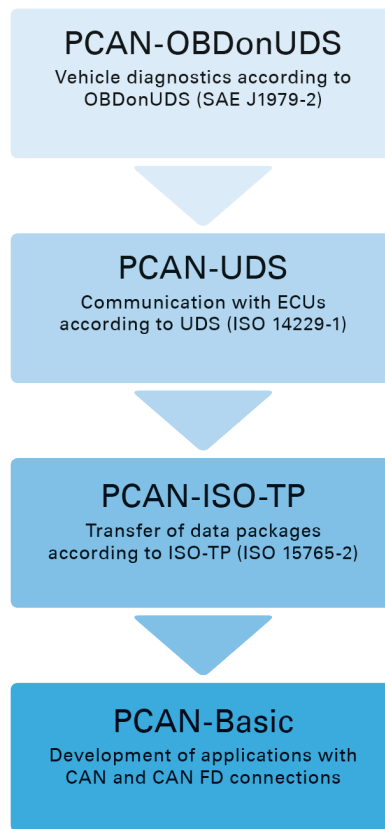 PCAN-OBDonUDS
Vehicle diagnostics according to
OBDonUDS (SAE J1979-2)
PCAN-UDS
Communication with ECUs
according to UDS (ISO 14229-1)
PCAN-ISO-TP
Transfer of data packages
according to ISO-TP (ISO 15765-2)
PCAN-Basic
Development of applications with
CAN and CAN FD connections